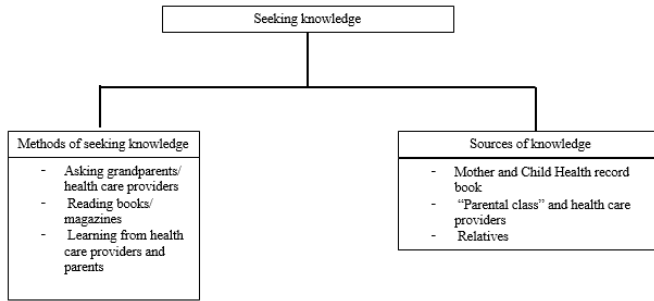 Seeking knowledge
Methods of seeking knowledge
- Asking grandparents/
health care providers
- Reading books/
magazines
- Learning from health
care providers and
parents
Sources of knowledge
- Mother and Child Health record
book
- “Parental class” and health care
providers
- Relatives